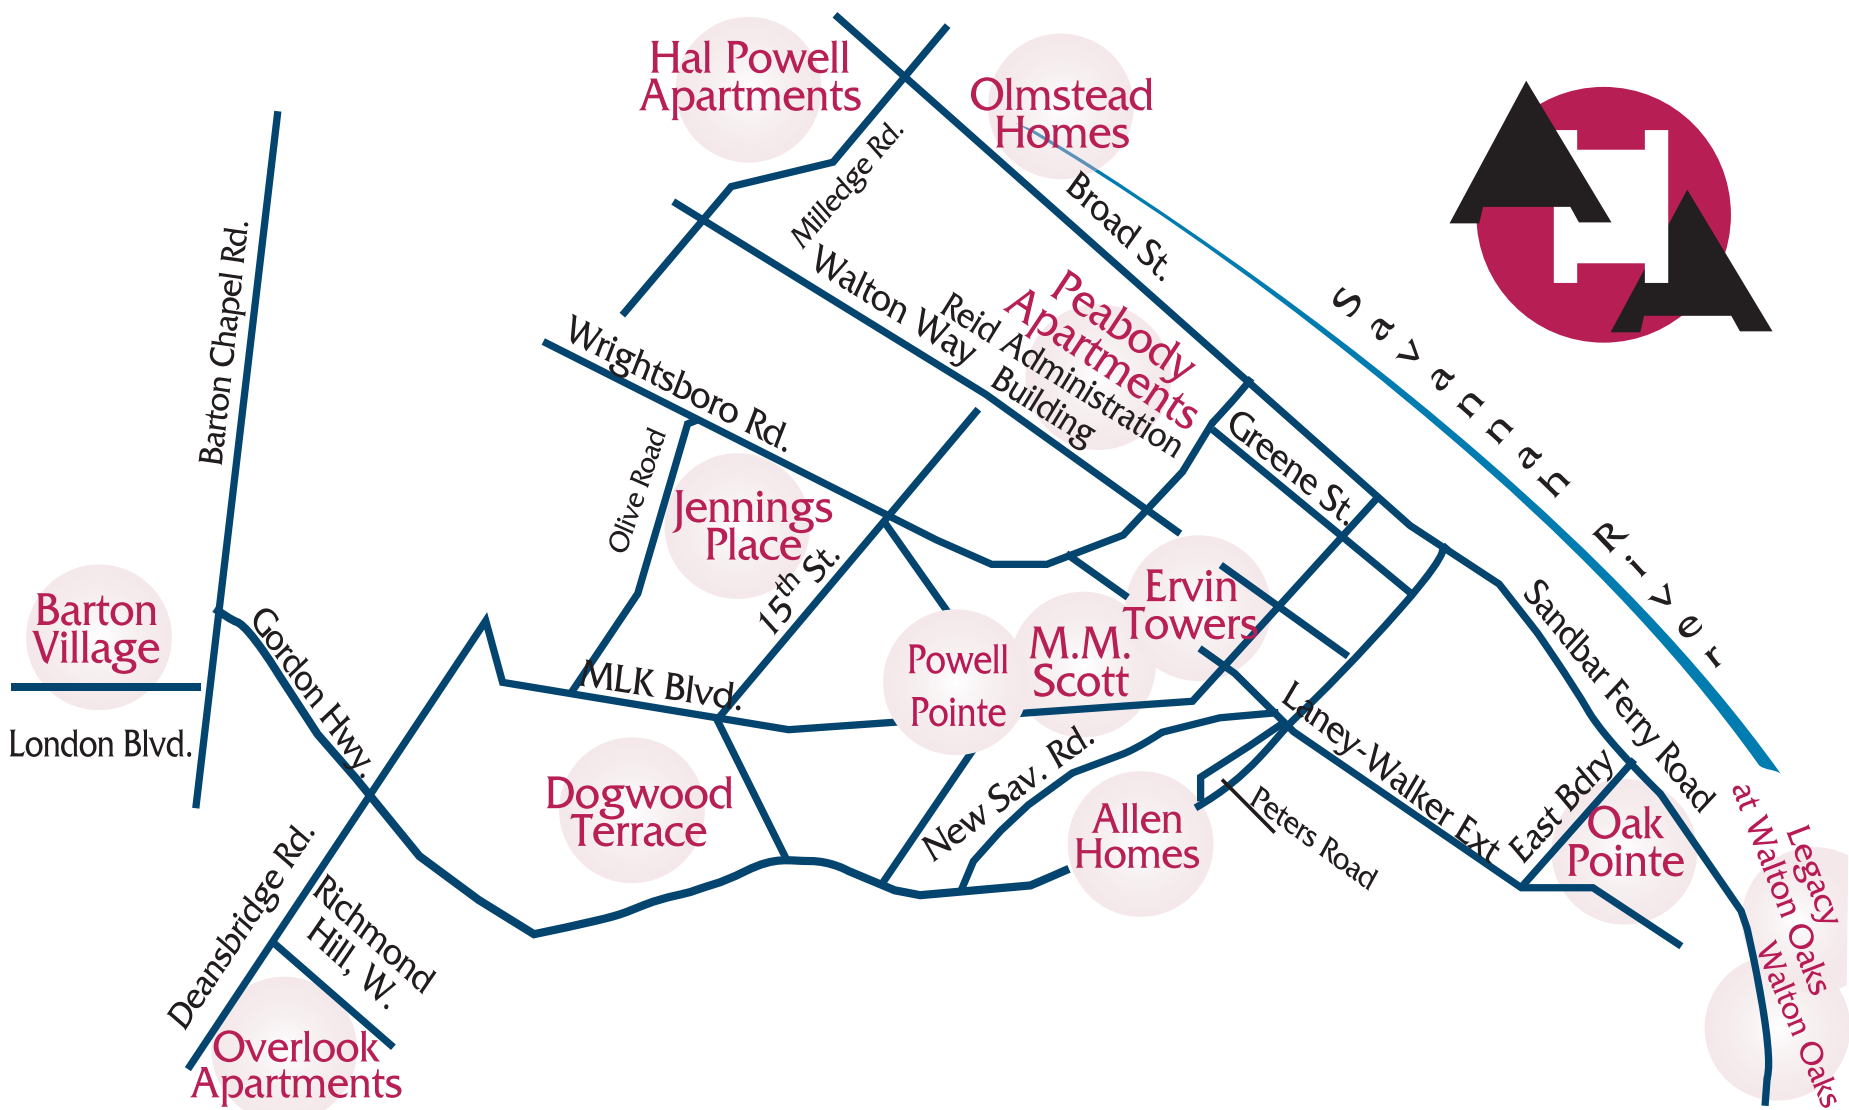 Hal Powell
Apartments
Olmstead
Homes
AHA
Milledge Rd.
Broad St.
Barton Chapel Rd.
Walton Way
Reid Administration
Building
Peabody
Apartments
Savannah River
Wrightsboro Rd.
Olive Road
Greene St.
Jennings
Place
15th St.
Ervin
Towers
Barton
Village
London Blvd.
Gordon Hwy.
MLK Blvd.
Powell
Pointe
M.M.
Scott
Sandbar Ferry Road
Laney-Walker Ext
East Bdry
Oak
Pointe
Dogwood
Terrace
New Sav. Rd.
Allen
Homes
Peters Road
Legacy
at Walton Oaks
Walton Oaks
Deansbridge Rd.
Richmond
Hill, W.
Overlook
Apartments